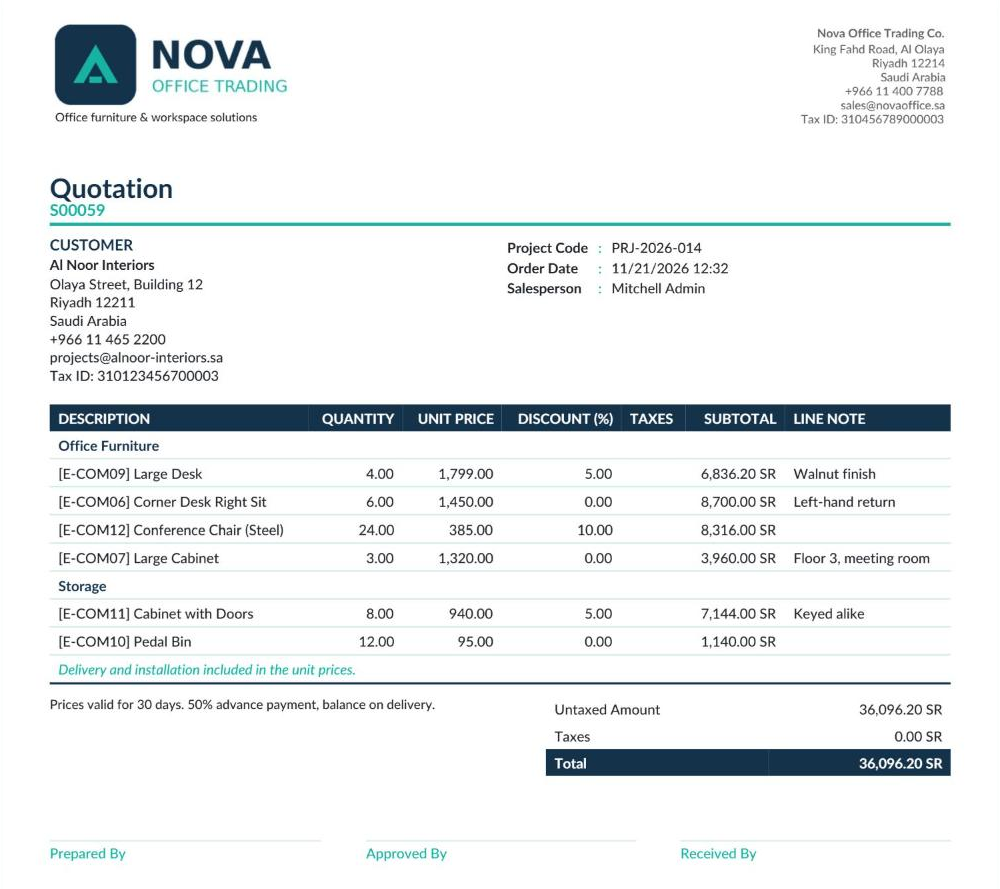 NOVA
OFFICE TRADING
Office furniture & workspace solutions
Nova Office Trading Co.
King Fahd Road, Al Olaya
Riyadh 12214
Saudi Arabia
+966 11 400 7788
sales@novaoffice.sa
Tax ID: 310456789000003
Quotation
S00059
CUSTOMER
Al Noor Interiors
Olaya Street, Building 12
Riyadh 12211
Saudi Arabia
+966 11 465 2200
projects@alnoor-interiors.sa
Tax ID: 310123456700003
Project Code : PRJ-2026-014
Order Date : 11/21/2026 12:32
Salesperson : Mitchell Admin
DESCRIPTION QUANTITY UNIT PRICE DISCOUNT (%) TAXES SUBTOTAL LINE NOTE
Office Furniture
[E-COM09] Large Desk 4.00 1,799.00 5.00 6,836.20 SR Walnut finish
[E-COM06] Corner Desk Right Sit 6.00 1,450.00 0.00 8,700.00 SR Left-hand return
[E-COM12] Conference Chair (Steel) 24.00 385.00 10.00 8,316.00 SR
[E-COM07] Large Cabinet 3.00 1,320.00 0.00 3,960.00 SR Floor 3, meeting room
Storage
[E-COM11] Cabinet with Doors 8.00 940.00 5.00 7,144.00 SR Keyed alike
[E-COM10] Pedal Bin 12.00 95.00 0.00 1,140.00 SR
Delivery and installation included in the unit prices.
Prices valid for 30 days. 50% advance payment, balance on delivery.
Untaxed Amount 36,096.20 SR
Taxes 0.00 SR
Total 36,096.20 SR
Prepared By Approved By Received By